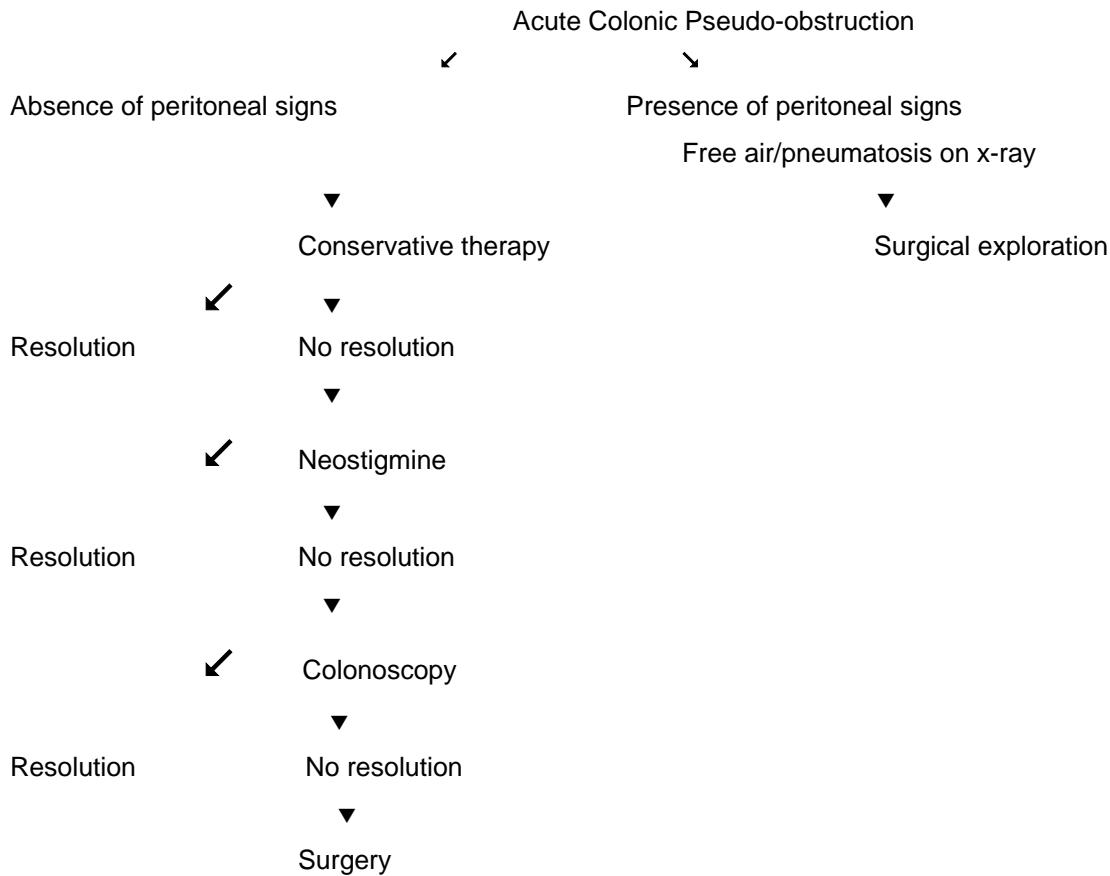 Acute Colonic Pseudo-obstruction
Absence of peritoneal signs
Presence of peritoneal signs
Free air/pneumatosis on x-ray
Conservative therapy
Surgical exploration
Resolution
No resolution
Neostigmine
Resolution
No resolution
Colonoscopy
Resolution
No resolution
Surgery